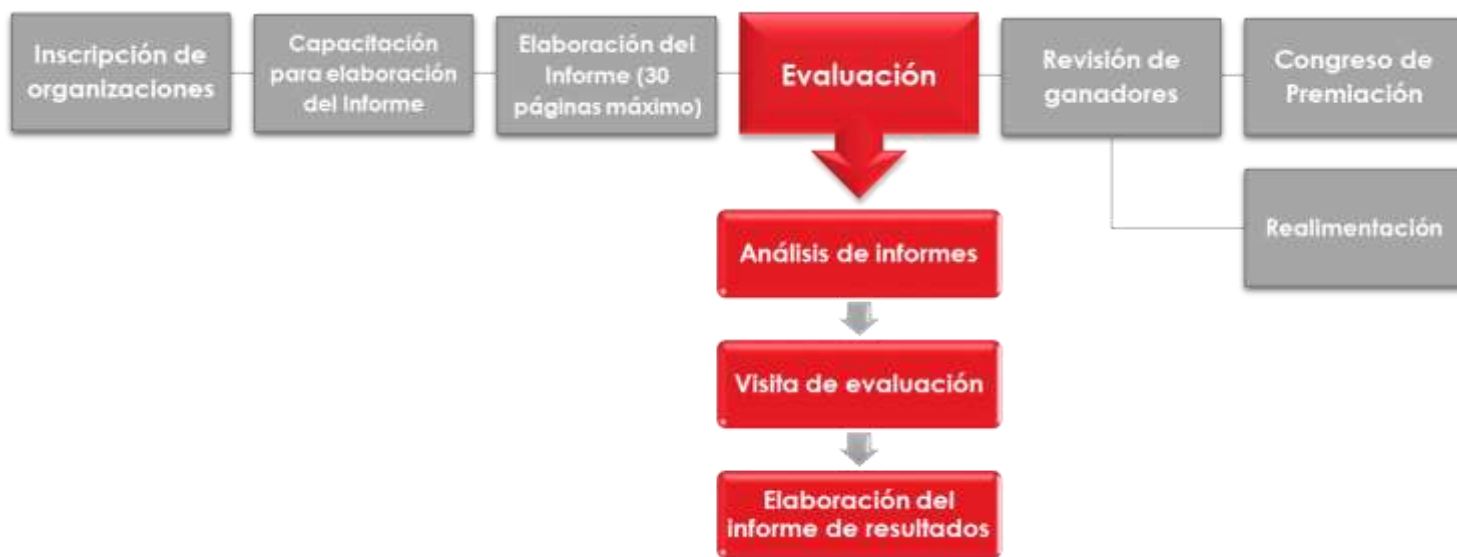 Inscripción de
organizaciones
Capacitación
para elaboración
del Informe
Elaboración del
Informe (30
páginas máximo)
Evaluación
Revisión de
ganadores
Congreso de
Premiación
Realimentación
Análisis de informes
Visita de evaluación
Elaboración del
informe de resultados